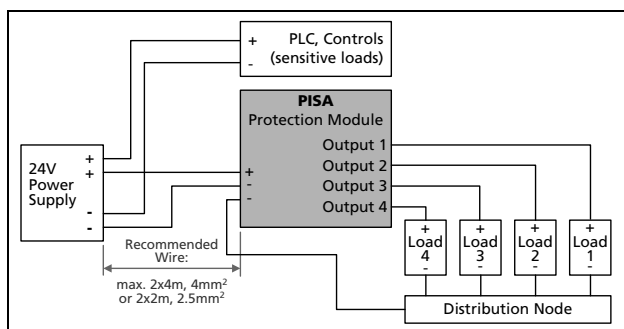 + PLC, Controls
- (sensitive loads)
PISA
Protection Module
Output 1
Output 2
Output 3
Output 4
+
-
-
24V
Power
Supply
+
+
-
-
Recommended
Wire:
max. 2x4m, 4mm²
or 2x2m, 2.5mm²
+
Load
4
-
+
Load
3
-
+
Load
2
-
+
Load
1
-
Distribution Node